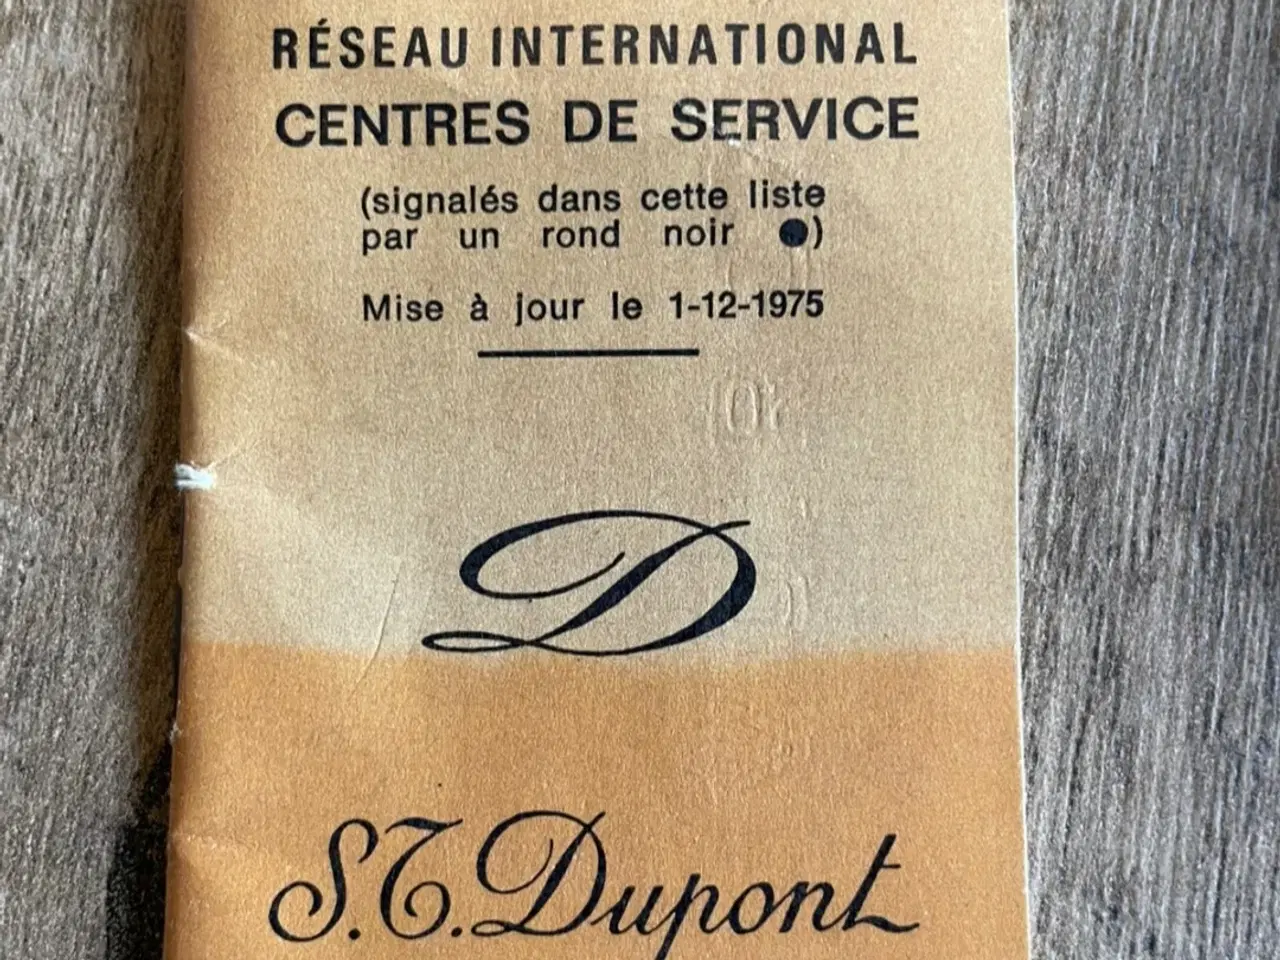 RÉSEAU INTERNATIONAL
CENTRES DE SERVICE
(signalés dans cette liste
par un rond noir ●)
Mise à jour le 1-12-1975
D
S.T. Dupont